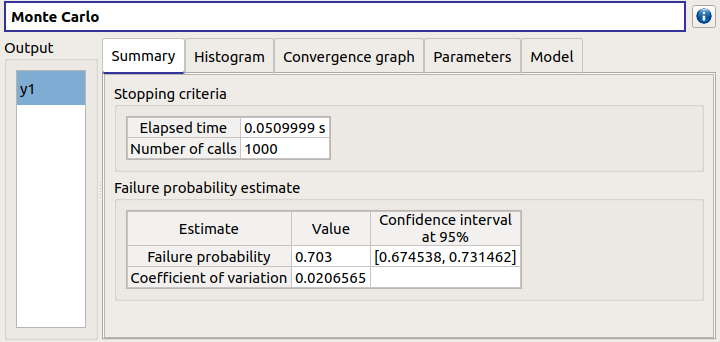 Monte Carlo
Output
y1
Summary Histogram Convergence graph Parameters Model
Stopping criteria
Elapsed time 0.0509999 s
Number of calls 1000
Failure probability estimate
Estimate Value Confidence interval
at 95%
Failure probability 0.703 [0.674538, 0.731462]
Coefficient of variation 0.0206565